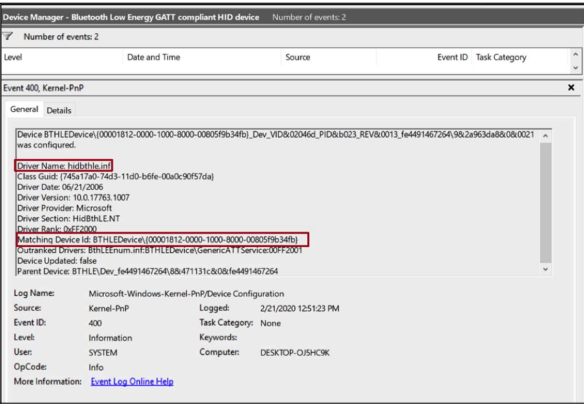 Device Manager - Bluetooth Low Energy GATT compliant HID device Number of events: 2
Number of events: 2
Level Date and Time Source Event ID Task Category
Event 400, Kernel-PnP
General Details
Device BTHLEDevice\{00001812-0000-1000-8000-00805f9b34fb}_Dev_VID&02046d_PID&b023_REV&0013_fe4491467264\9&2a963da8&0&0021
was configured.
Driver Name: hidbthle.inf
Class Guid: {745a17a0-74d3-11d0-b6fe-00a0c90f57da}
Driver Date: 06/21/2006
Driver Version: 10.0.17763.1007
Driver Provider: Microsoft
Driver Section: HidBthLE.NT
Driver Rank: 0xFF2000
Matching Device Id: BTHLEDevice\{00001812-0000-1000-8000-00805f9b34fb}
Outranked Drivers: BthLEEnum.inf:BTHLEDevice\GenericATTService:00FF2001
Device Updated: false
Parent Device: BTHLE\Dev_fe4491467264\8&471131c&0&fe4491467264
Log Name: Microsoft-Windows-Kernel-PnP/Device Configuration
Source: Kernel-PnP Logged: 2/21/2020 12:51:23 PM
Event ID: 400 Task Category: None
Level: Information Keywords:
User: SYSTEM Computer: DESKTOP-OJ5HC9K
OpCode: Info
More Information: Event Log Online Help